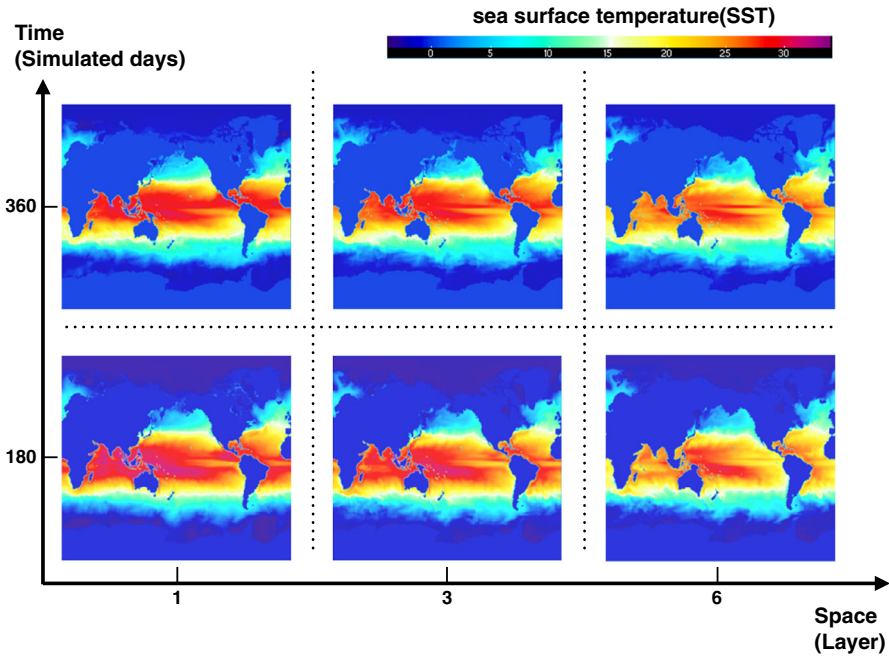 sea surface temperature(SST)
0 5 10 15 20 25 30
Time
(Simulated days)
360
180
1 3 6
Space
(Layer)